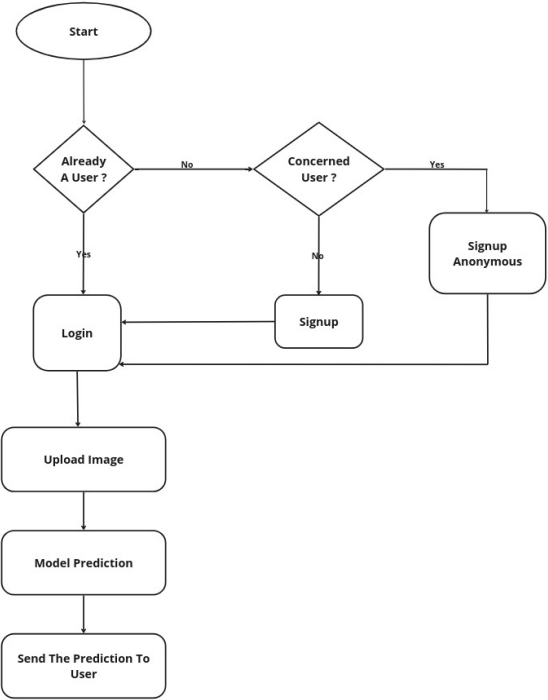 Start
Already
A User ?
No
Concerned
User ?
Yes
Signup
Anonymous
Yes
No
Login
Signup
Upload Image
Model Prediction
Send The Prediction To
User